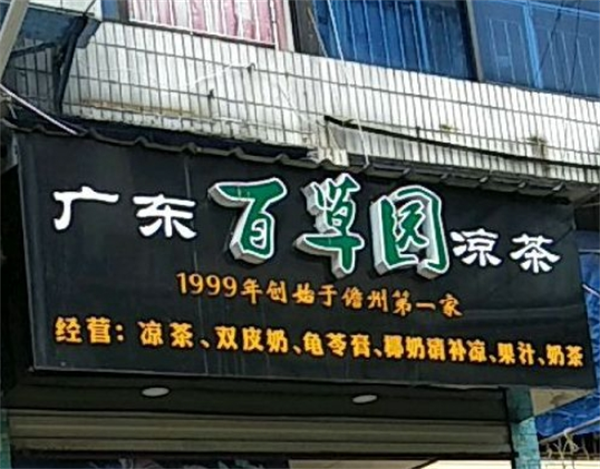 广东百草园凉茶
1999年创始于儋州第一家
经营：凉茶、双皮奶、龟苓膏、椰奶清补凉、果汁、奶茶